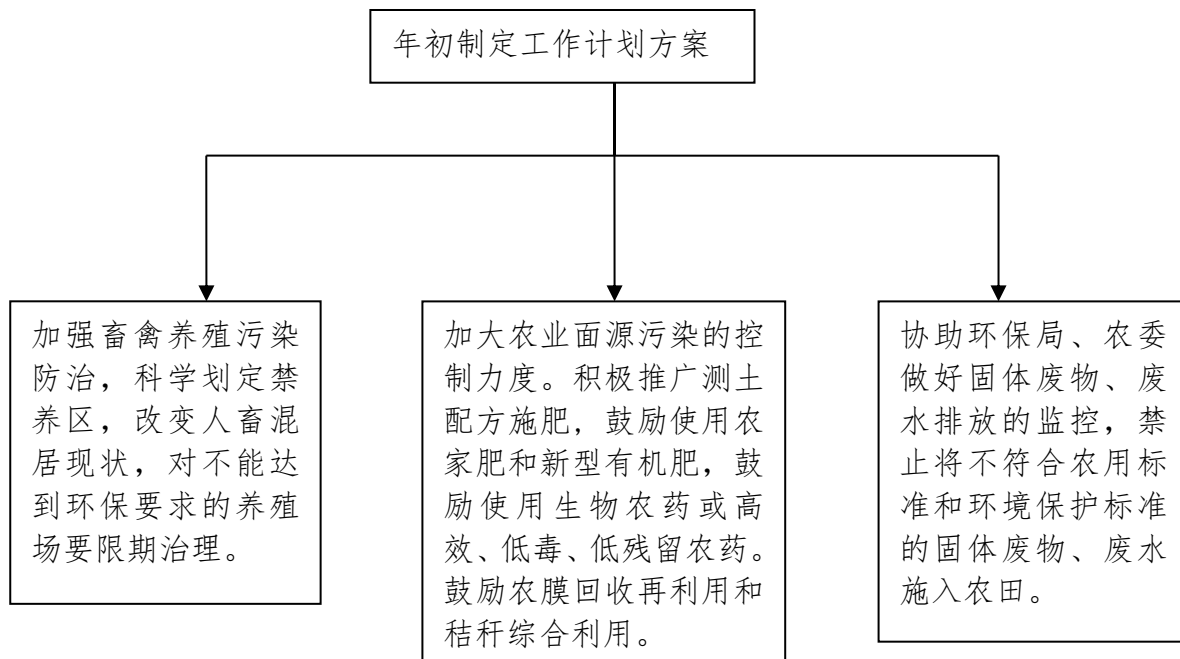 年初制定工作计划方案
加强畜禽养殖污染
防治，科学划定禁
养区，改变人畜混
居现状，对不能达
到环保要求的养殖
场要限期治理。
加大农业面源污染的控
制力度。积极推广测土
配方施肥，鼓励使用农
家肥和新型有机肥，鼓
励使用生物农药或高
效、低毒、低残留农药。
鼓励农膜回收再利用和
秸秆综合利用。
协助环保局、农委
做好固体废物、废
水排放的监控，禁
止将不符合农用标
准和环境保护标准
的固体废物、废水
施入农田。